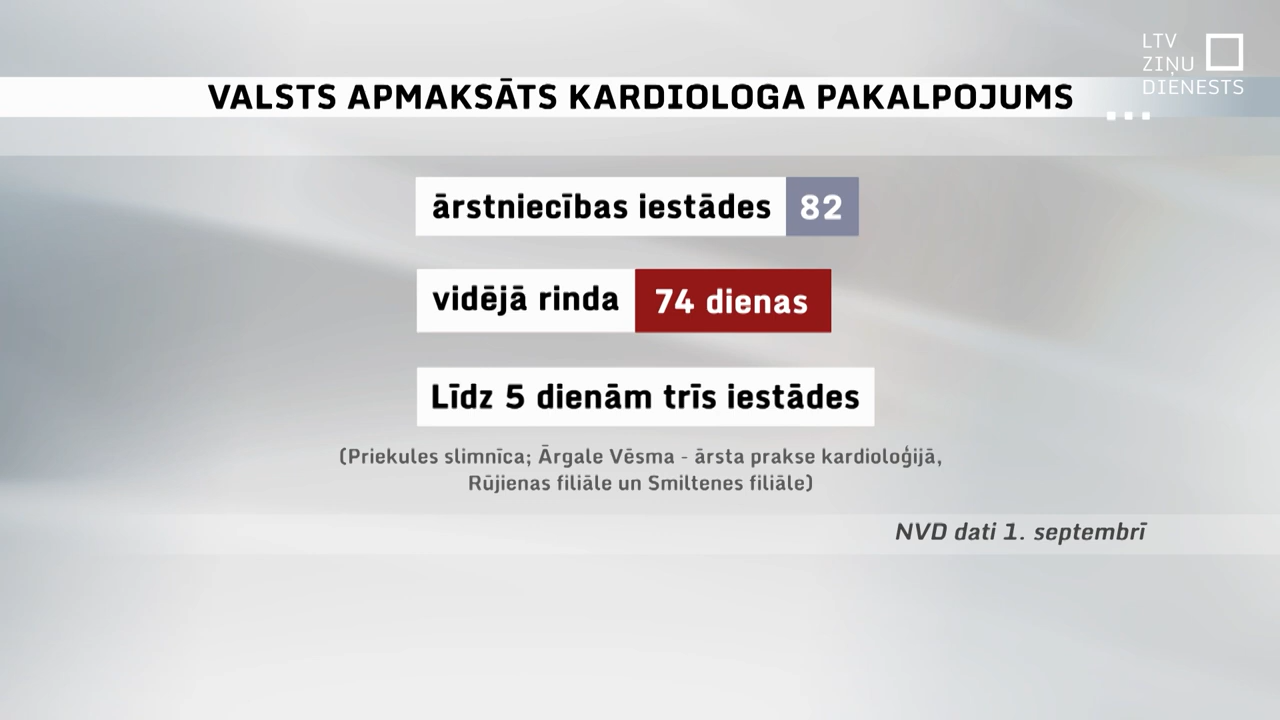 LTV
ZIŅU
DIENESTS
VALSTS APMAKSĀTS KARDIOLOGA PAKALPOJUMS
ārstniecības iestādes 82
vidējā rinda 74 dienas
Līdz 5 dienām trīs iestādes
(Priekules slimnīca; Ārgale Vēsma - ārsta prakse kardioloģijā,
Rūjienas filiāle un Smiltenes filiāle)
NVD dati 1. septembrī